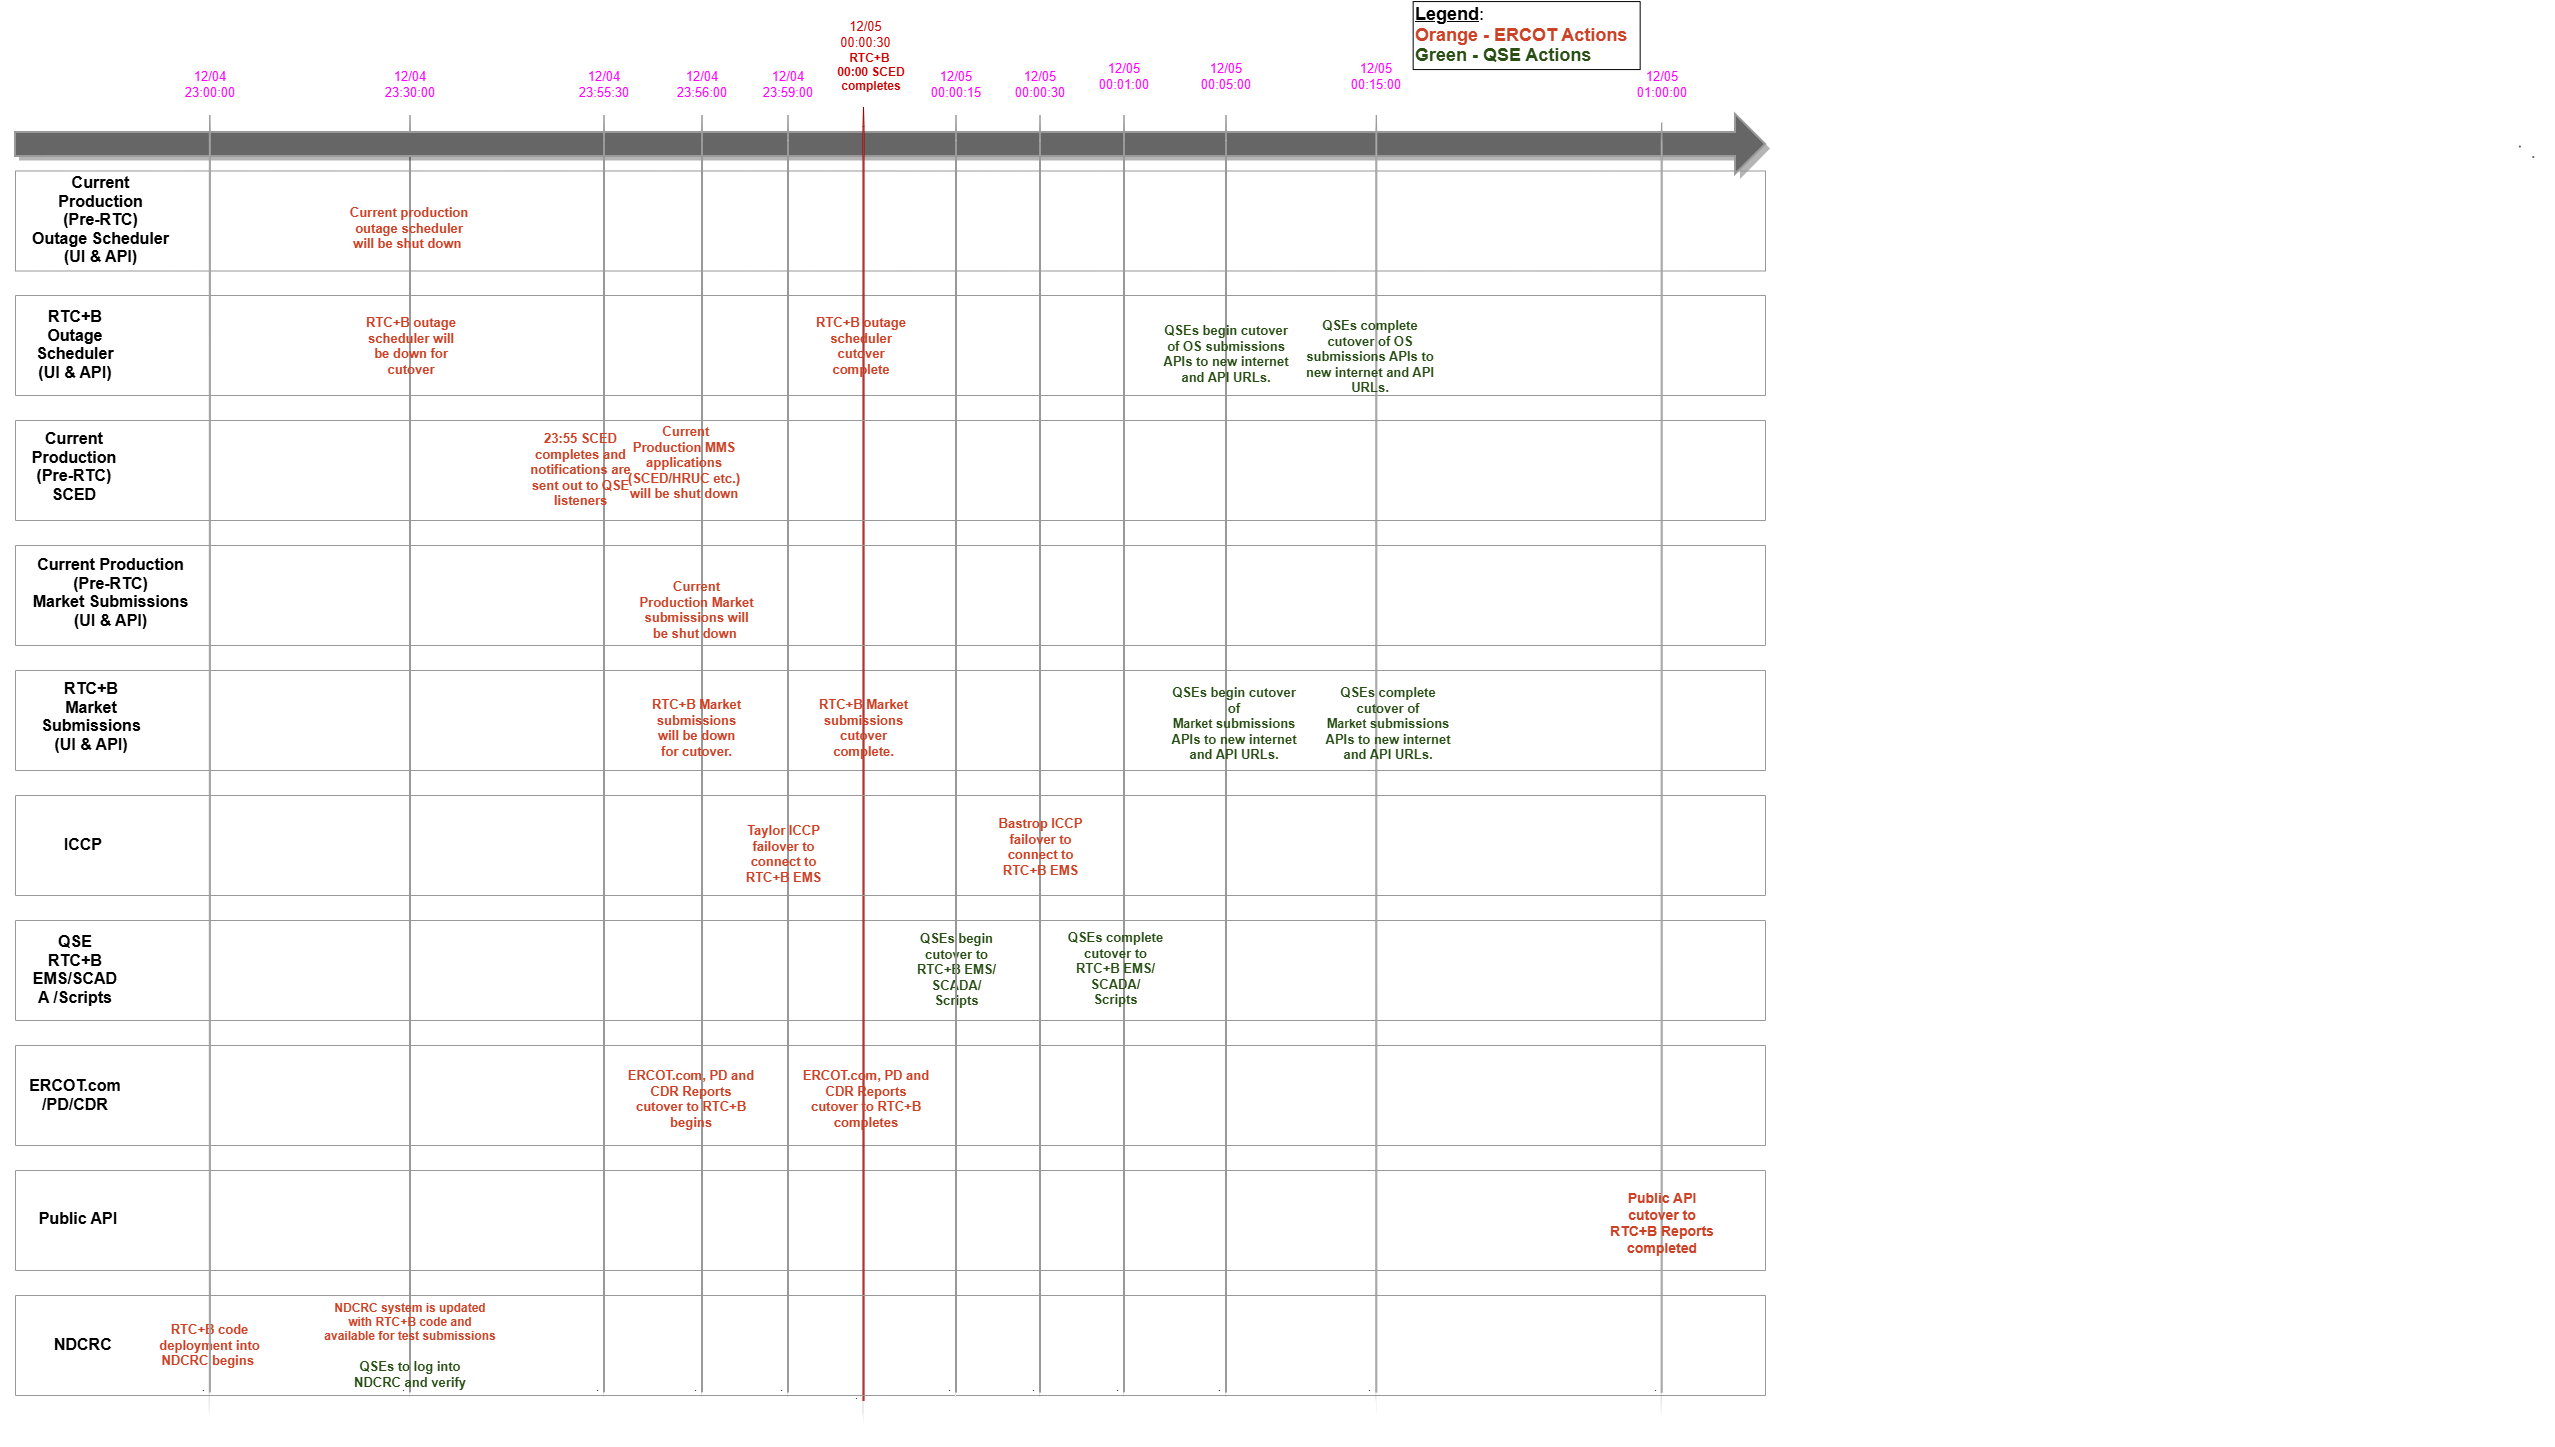 Legend:
Orange - ERCOT Actions
Green - QSE Actions
12/04
23:00:00
12/04
23:30:00
12/04
23:55:30
12/04
23:56:00
12/04
23:59:00
12/05
00:00:30
RTC+B
00:00 SCED
completes
12/05
00:00:15
12/05
00:00:30
12/05
00:01:00
12/05
00:05:00
12/05
00:15:00
12/05
01:00:00
Current
Production
(Pre-RTC)
Outage Scheduler
(UI & API)
Current production
outage scheduler
will be shut down
RTC+B
Outage
Scheduler
(UI & API)
RTC+B outage
scheduler will
be down for
cutover
RTC+B outage
scheduler
cutover
complete
QSEs begin cutover
of OS submissions
APIs to new internet
and API URLs.
QSEs complete
cutover of OS
submissions APIs to
new internet and API
URLs.
Current
Production
(Pre-RTC)
SCED
23:55 SCED
completes and
notifications are
sent out to QSE
listeners
Current
Production MMS
applications
(SCED/HRUC etc.)
will be shut down
Current Production
(Pre-RTC)
Market Submissions
(UI & API)
Current
Production Market
submissions will
be shut down
RTC+B
Market
Submissions
(UI & API)
RTC+B Market
submissions
will be down
for cutover.
RTC+B Market
submissions
cutover
complete.
QSEs begin cutover
of
Market submissions
APIs to new internet
and API URLs.
QSEs complete
cutover of
Market submissions
APIs to new internet
and API URLs.
ICCP
Taylor ICCP
failover to
connect to
RTC+B EMS
Bastrop ICCP
failover to
connect to
RTC+B EMS
QSE
RTC+B
EMS/SCAD
A /Scripts
QSEs begin
cutover to
RTC+B EMS/
SCADA/
Scripts
QSEs complete
cutover to
RTC+B EMS/
SCADA/
Scripts
ERCOT.com
/PD/CDR
ERCOT.com, PD and
CDR Reports
cutover to RTC+B
begins
ERCOT.com, PD and
CDR Reports
cutover to RTC+B
completes
Public API
Public API
cutover to
RTC+B Reports
completed
NDCRC
RTC+B code
deployment into
NDCRC begins
NDCRC system is updated
with RTC+B code and
available for test submissions
QSEs to log into
NDCRC and verify